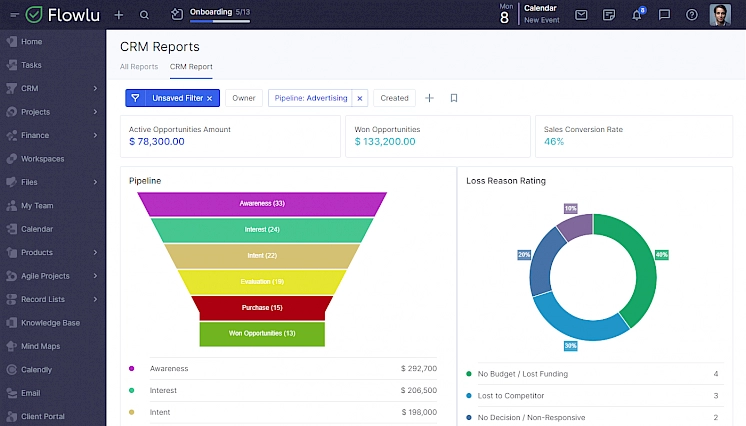 Flowlu
Onboarding 5/13
Mon
8
Calendar
New Event
8
Home
Tasks
CRM
Projects
Finance
Workspaces
Files
My Team
Calendar
Products
Agile Projects
Record Lists
Knowledge Base
Mind Maps
Calendly
Email
Client Portal
CRM Reports
All Reports
CRM Report
Unsaved Filter ×
Owner
Pipeline: Advertising ×
Created
Active Opportunities Amount
$ 78,300.00
Won Opportunities
$ 133,200.00
Sales Conversion Rate
46%
Pipeline
Awareness (33)
Interest (24)
Intent (22)
Evaluation (19)
Purchase (15)
Won Opportunities (13)
Awareness $ 292,700
Interest $ 206,500
Intent $ 198,000
Loss Reason Rating
10%
20%
40%
30%
No Budget / Lost Funding 4
Lost to Competitor 3
No Decision / Non-Responsive 2